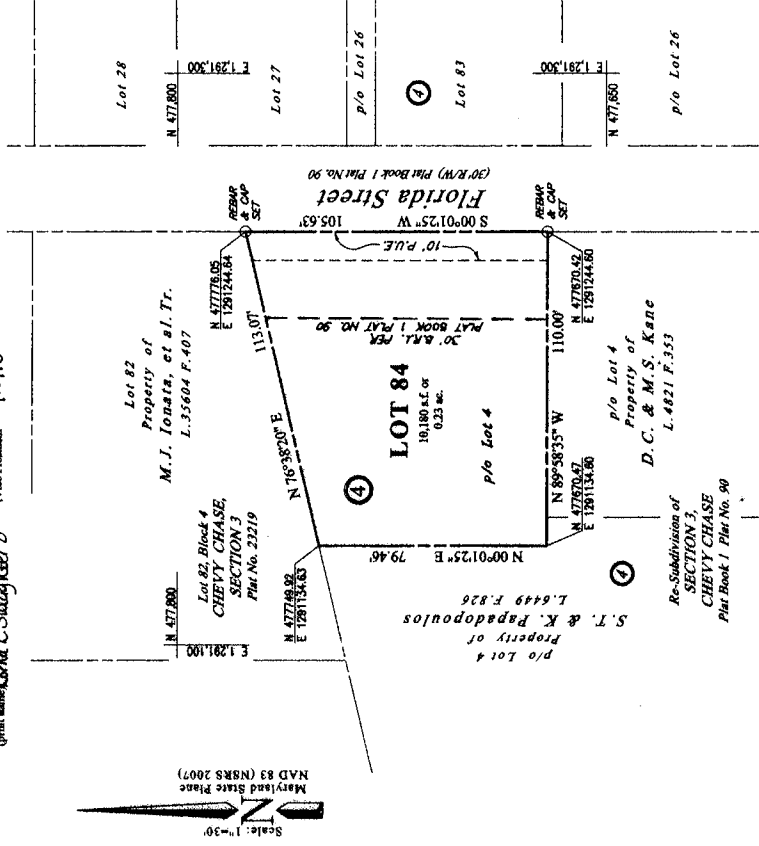 Lot 28
N 477,800
E 1,291,300
Lot 27
p/o Lot 26
4
Lot 83
N 477,650
E 1,291,300
p/o Lot 26
(30' R/W) Plat Book 1 Plat No. 90
Florida Street
REBAR
& CAP
SET
S 00°01'25" W
105.63'
REBAR
& CAP
SET
10' P.U.E.
N 477776.05
E 1291244.64
N 477670.42
E 1291244.60
30' B.R.L. PER
PLAT BOOK 1 PLAT NO. 90
113.07'
N 76°38'20" E
110.00'
N 89°58'35" W
Lot 82
Property of
M.J. Ionata, et al. Tr.
L.35604 F.407
LOT 84
10,180 s.f. or
0.23 ac.
p/o Lot 4
4
p/o Lot 4
Property of
D.C. & M.S. Kane
L.4821 F.353
Lot 82, Block 4
CHEVY CHASE,
SECTION 3
Plat No. 23219
N 477,800
E 1,291,100
N 477749.92
E 1291134.63
N 00°01'25" E
79.46'
N 477670.47
E 1291134.60
4
Re-Subdivision of
SECTION 3,
CHEVY CHASE
Plat Book 1 Plat No. 90
p/o Lot 4
Property of
S.T. & K. Papadopoulos
L.6449 F.826
Scale: 1"=30'
N
Maryland State Plane
NAD 83 (NSRS 2007)